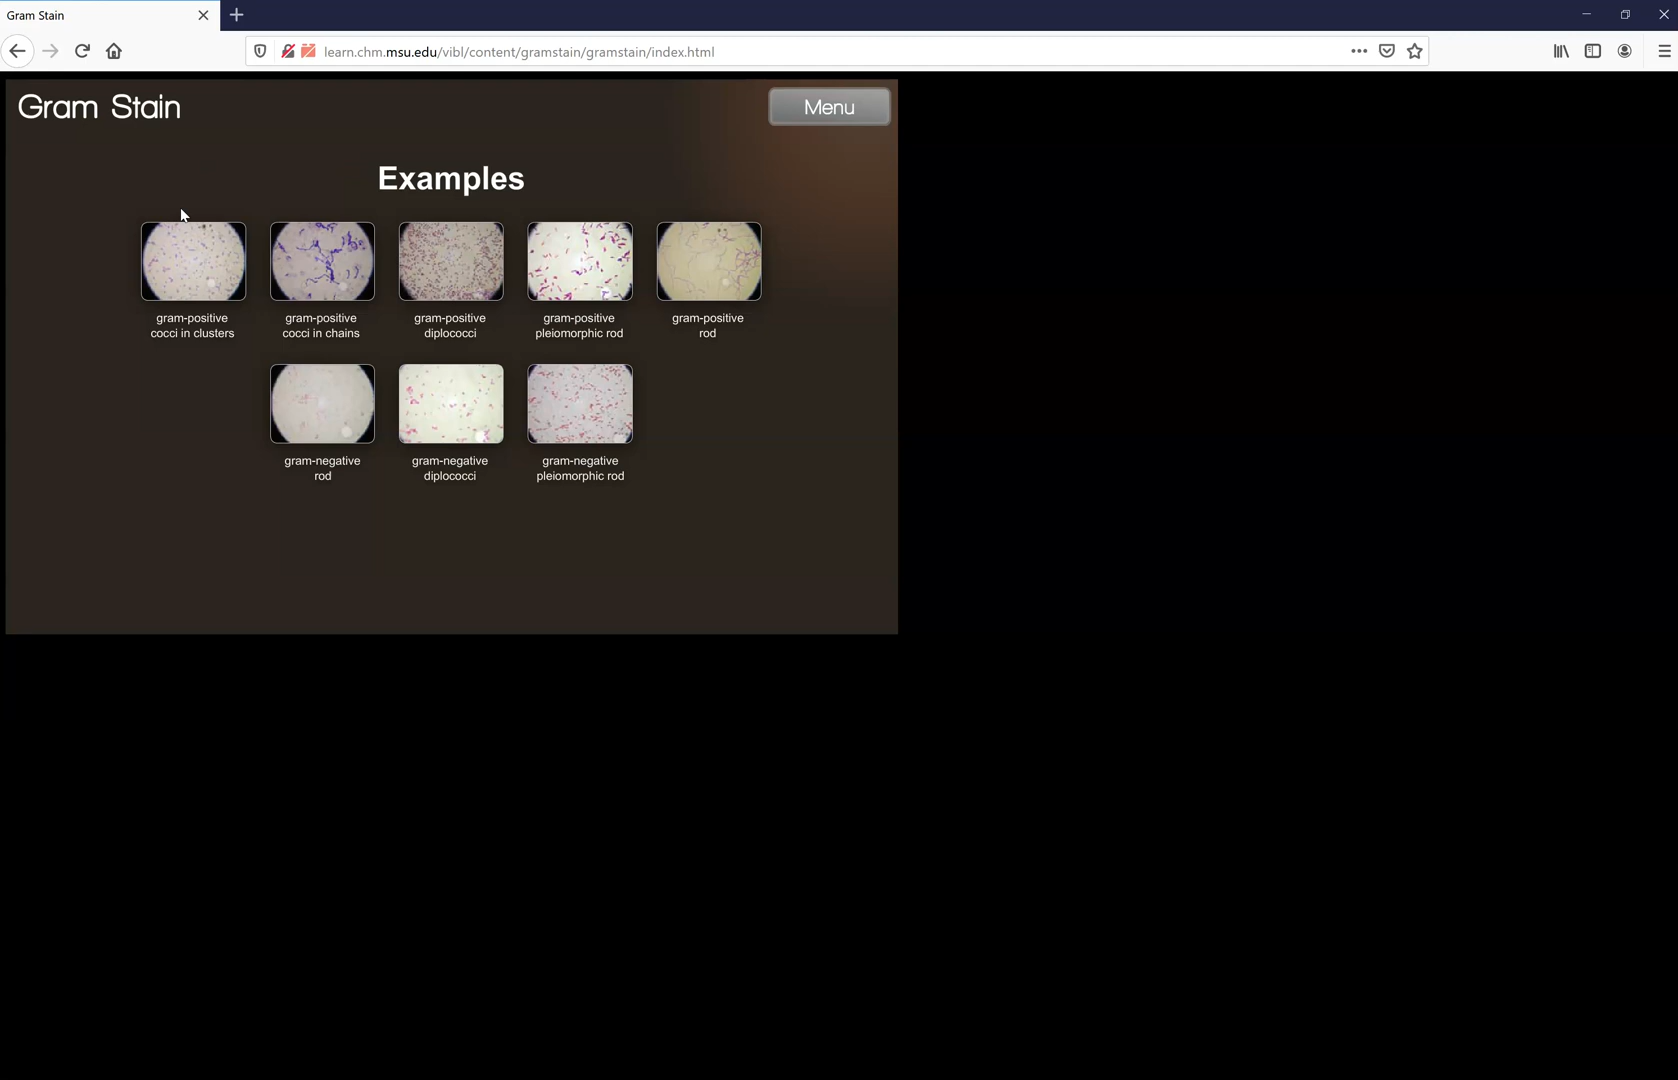 Gram Stain
learn.chm.msu.edu/vibl/content/gramstain/gramstain/index.html
Gram Stain
Menu
Examples
gram-positive
cocci in clusters
gram-positive
cocci in chains
gram-positive
diplococci
gram-positive
pleiomorphic rod
gram-positive
rod
gram-negative
rod
gram-negative
diplococci
gram-negative
pleiomorphic rod